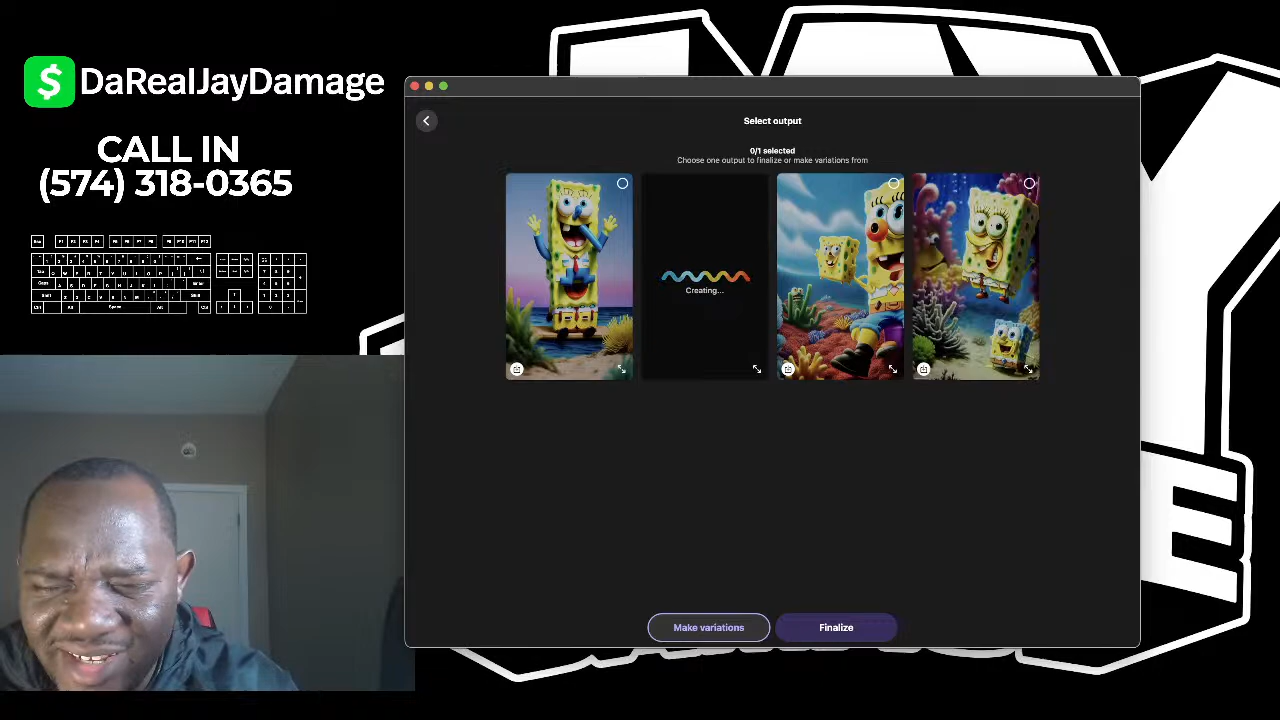 $ DaRealJayDamage
CALL IN
(574) 318-0365
Select output
0/1 selected
Choose one output to finalize or make variations from
Creating...
Make variations
Finalize